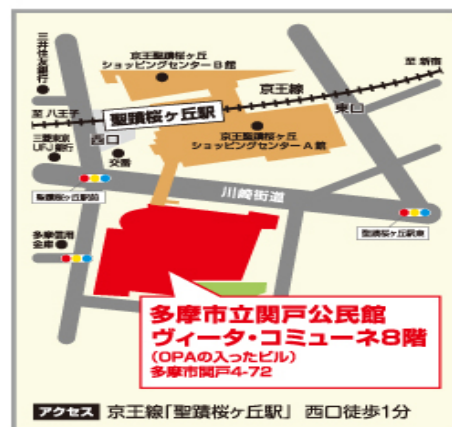 三井住友銀行
京王聖蹟桜ヶ丘
ショッピングセンターB館
至 新宿
京王線
至 八王子
聖蹟桜ヶ丘駅
東口
西口
三菱東京
UFJ銀行
交番
京王聖蹟桜ヶ丘
ショッピングセンターA館
聖蹟桜ヶ丘駅前
川崎街道
聖蹟桜ヶ丘駅東
多摩信用
金庫
多摩市立関戸公民館
ヴィータ・コミューネ8階
(OPAの入ったビル)
多摩市関戸4-72
アクセス 京王線「聖蹟桜ヶ丘駅」 西口徒歩1分